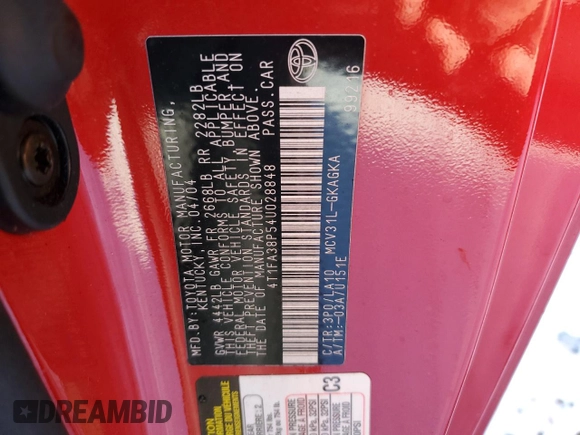 MFD.BY:TOYOTA MOTOR MANUFACTURING,
KENTUCKY, INC. 04/04
GVWR 4442LB GAWR FR 2668LB RR 2282LB
THIS VEHICLE CONFORMS TO ALL APPLICABLE
FEDERAL MOTOR VEHICLE SAFETY, BUMPER AND
THEFT PREVENTION STANDARDS IN EFFECT ON
THE DATE OF MANUFACTURE SHOWN ABOVE.
4T1FA38P54U028848 PASS.CAR
C/TR:3P0/LA10 MCV31L-GKAGKA
A/TM:-03A/U151E
99216
C3
DREAMBID